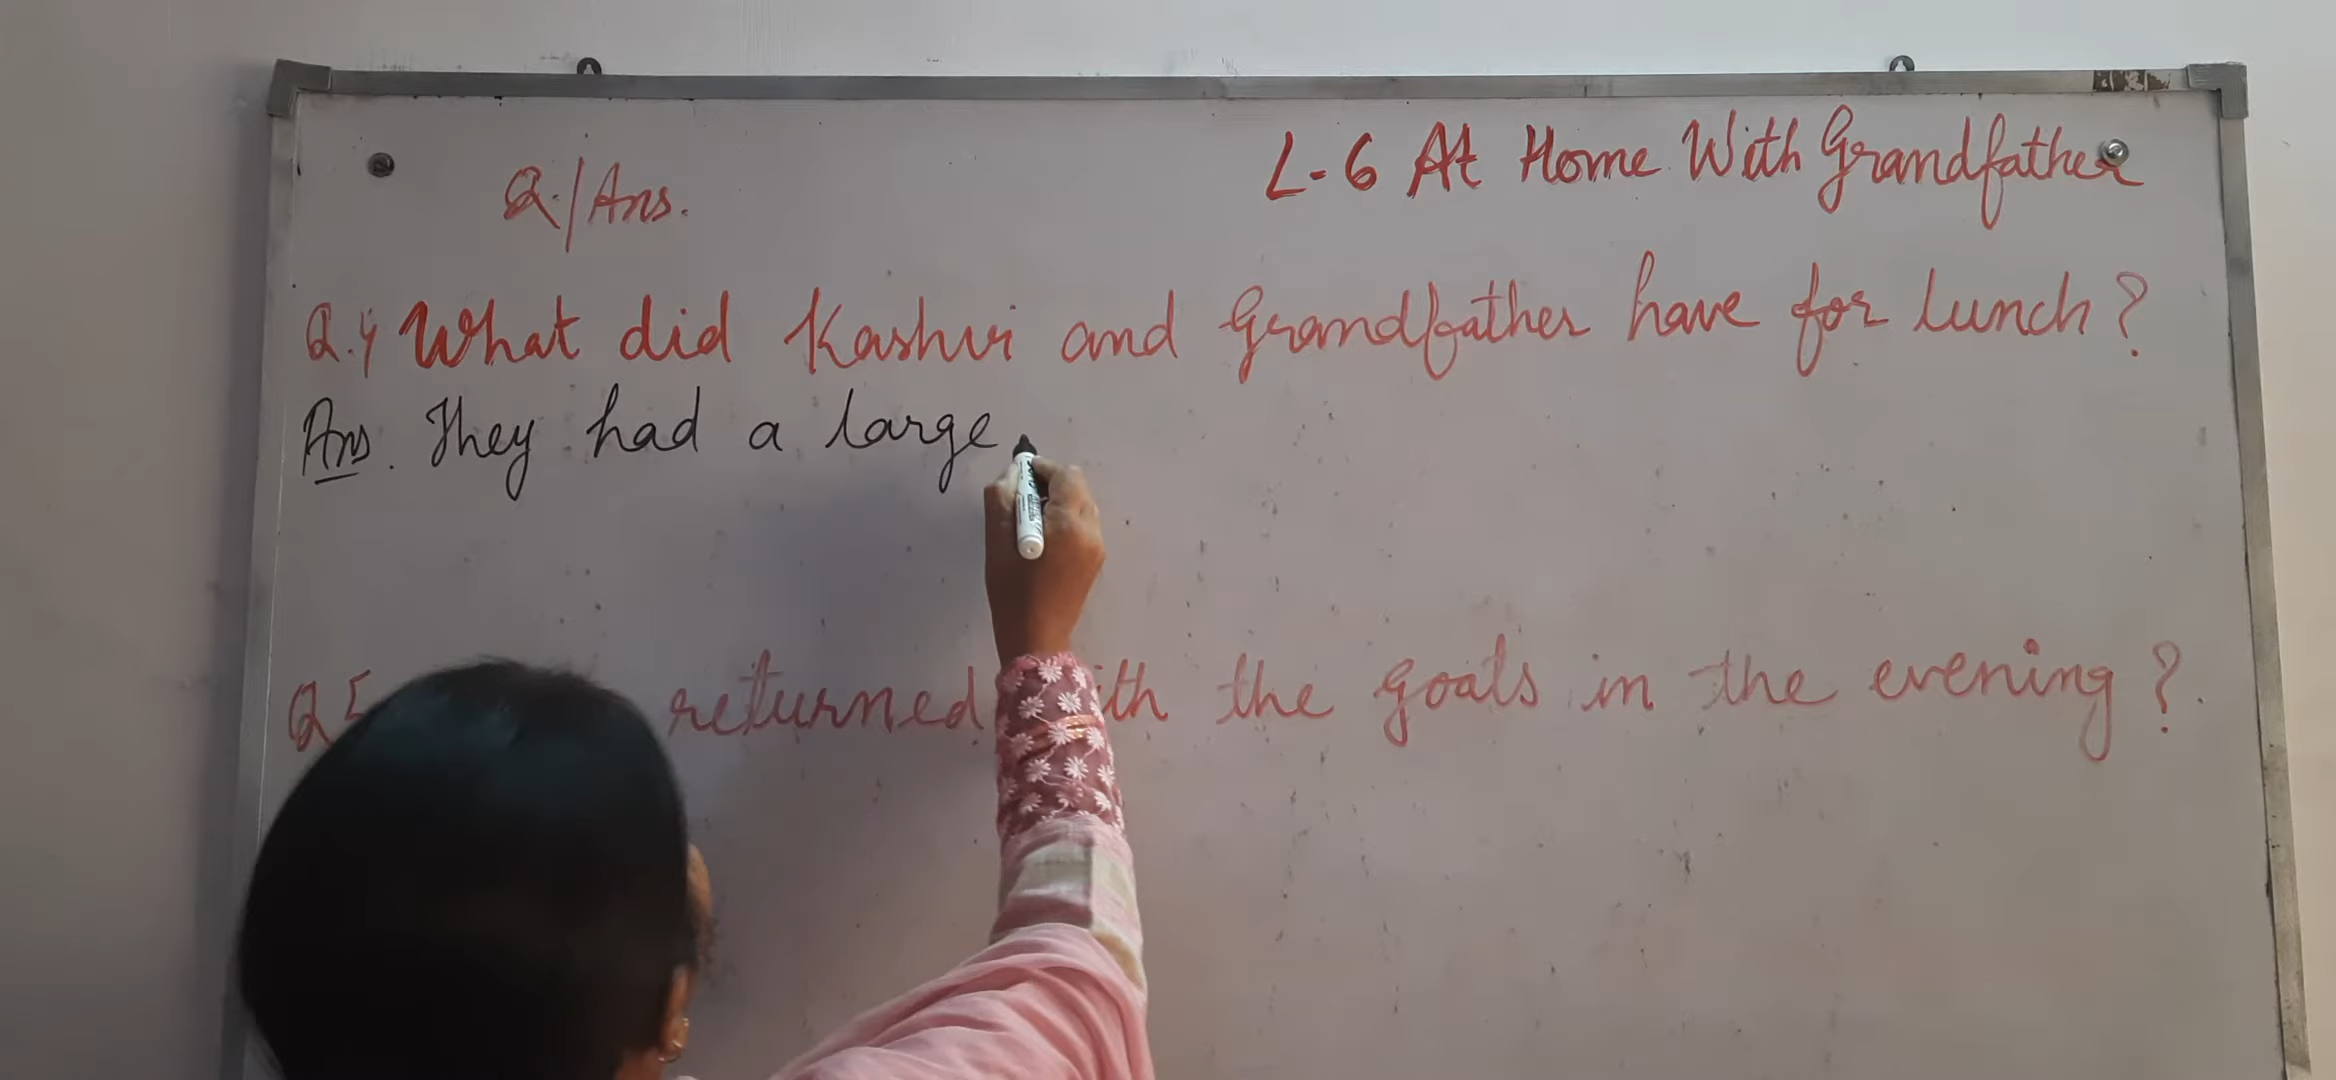 L-6 At Home With Grandfather
Q./Ans.
Q.4 What did Kashvi and Grandfather have for lunch?
Ans. They had a large
Q5 returned the goats in the evening?